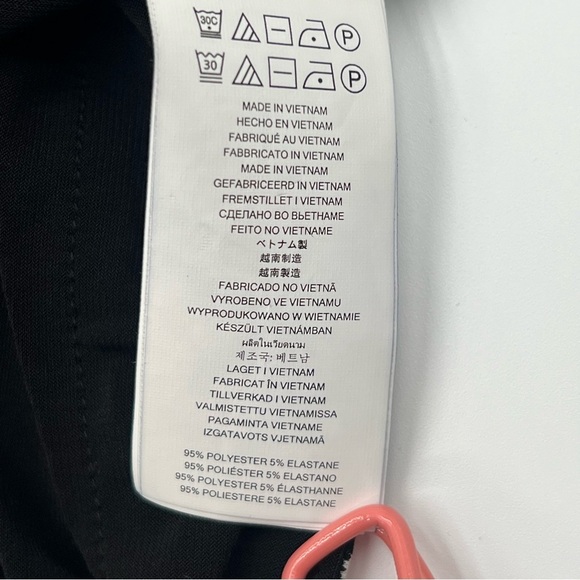 30C P
30 P
MADE IN VIETNAM
HECHO EN VIETNAM
FABRIQUÉ AU VIETNAM
FABBRICATO IN VIETNAM
MADE IN VIETNAM
GEFABRICEERD IN VIETNAM
FREMSTILLET I VIETNAM
СДЕЛАНО ВО ВЬЕТНАМЕ
FEITO NO VIETNAME
ベトナム製
越南制造
越南製造
FABRICADO NO VIETNÃ
VYROBENO VE VIETNAMU
WYPRODUKOWANO W WIETNAMIE
KÉSZÜLT VIETNÁMBAN
ผลิตในเวียดนาม
제조국: 베트남
LAGET I VIETNAM
FABRICAT ÎN VIETNAM
TILLVERKAD I VIETNAM
VALMISTETTU VIETNAMISSA
PAGAMINTA VIETNAME
IZGATAVOTS VJETNAMĀ
95% POLYESTER 5% ELASTANE
95% POLIÉSTER 5% ELASTANO
95% POLYESTER 5% ÉLASTHANNE
95% POLIESTERE 5% ELASTANE